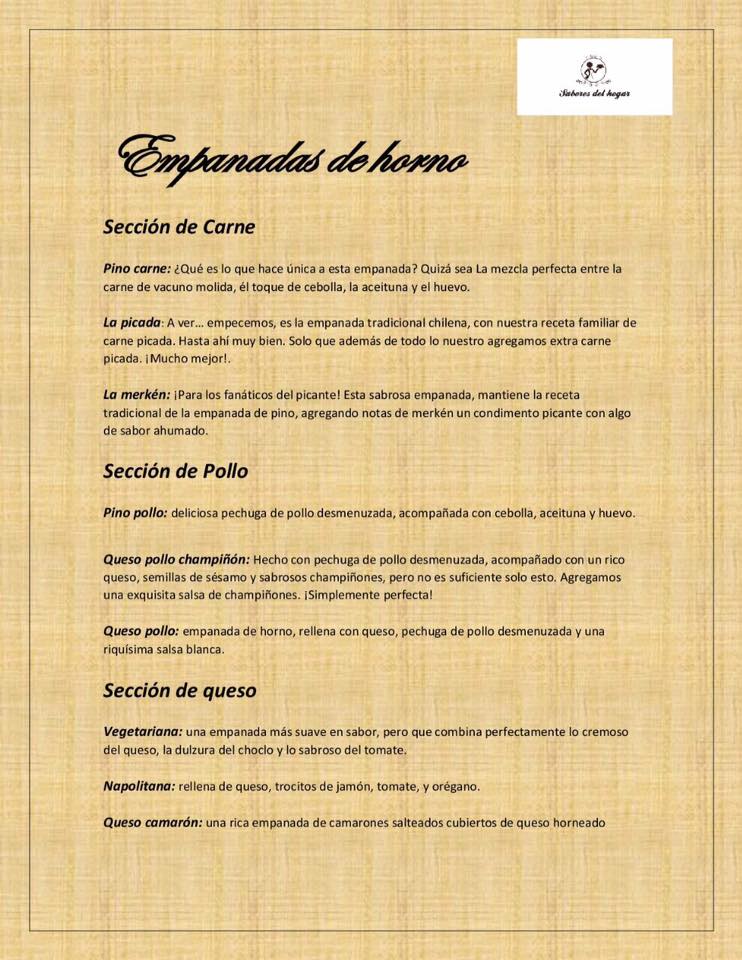 Sabores del hogar
Empanadas de horno
Sección de Carne
Pino carne: ¿Qué es lo que hace única a esta empanada? Quizá sea La mezcla perfecta entre la
carne de vacuno molida, él toque de cebolla, la aceituna y el huevo.
La picada: A ver... empecemos, es la empanada tradicional chilena, con nuestra receta familiar de
carne picada. Hasta ahí muy bien. Solo que además de todo lo nuestro agregamos extra carne
picada. ¡Mucho mejor!.
La merkén: ¡Para los fanáticos del picante! Esta sabrosa empanada, mantiene la receta
tradicional de la empanada de pino, agregando notas de merkén un condimento picante con algo
de sabor ahumado.
Sección de Pollo
Pino pollo: deliciosa pechuga de pollo desmenuzada, acompañada con cebolla, aceituna y huevo.
Queso pollo champiñón: Hecho con pechuga de pollo desmenuzada, acompañado con un rico
queso, semillas de sésamo y sabrosos champiñones, pero no es suficiente solo esto. Agregamos
una exquisita salsa de champiñones. ¡Simplemente perfecta!
Queso pollo: empanada de horno, rellena con queso, pechuga de pollo desmenuzada y una
riquísima salsa blanca.
Sección de queso
Vegetariana: una empanada más suave en sabor, pero que combina perfectamente lo cremoso
del queso, la dulzura del choclo y lo sabroso del tomate.
Napolitana: rellena de queso, trocitos de jamón, tomate, y orégano.
Queso camarón: una rica empanada de camarones salteados cubiertos de queso horneado